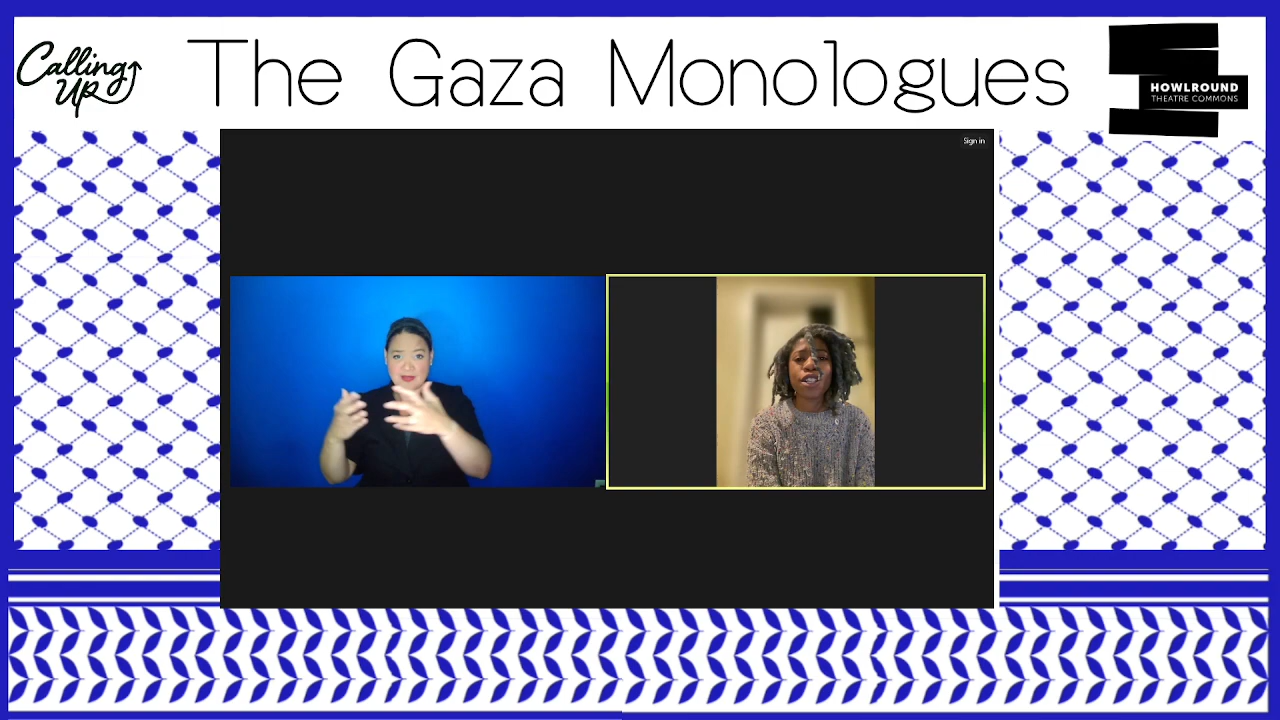 Calling
UP
The Gaza Monologues
HOWLROUND
THEATRE COMMONS
Sign in